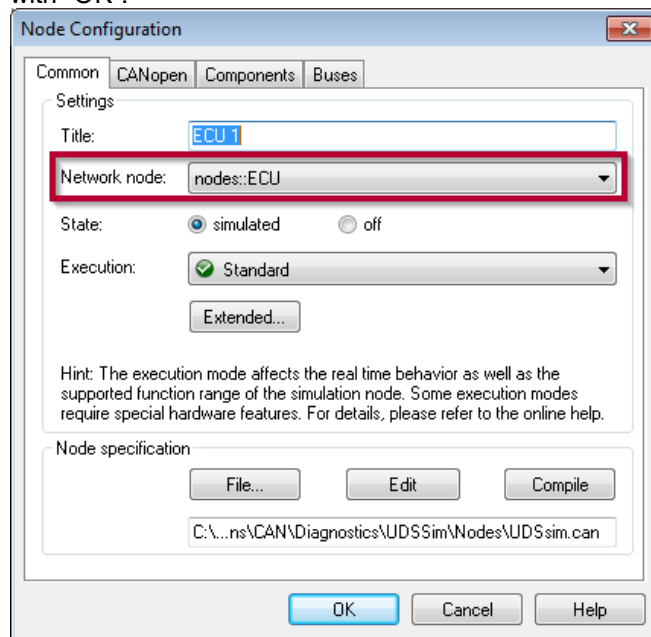 with "OK".
Node Configuration
Common CANopen Components Buses
Settings
Title: ECU 1
Network node: nodes::ECU
State: simulated off
Execution: Standard
Extended...
Hint: The execution mode affects the real time behavior as well as the
supported function range of the simulation node. Some execution modes
require special hardware features. For details, please refer to the online help.
Node specification
File... Edit Compile
C:\...ns\CAN\Diagnostics\UDSSim\Nodes\UDSsim.can
OK Cancel Help